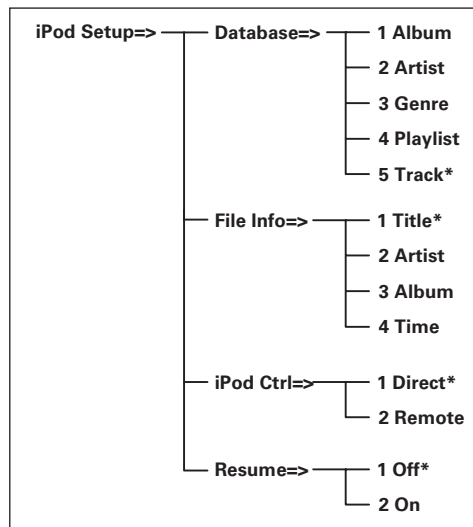 iPod Setup=> Database=> 1 Album
2 Artist
3 Genre
4 Playlist
5 Track*
File Info=> 1 Title*
2 Artist
3 Album
4 Time
iPod Ctrl=> 1 Direct*
2 Remote
Resume=> 1 Off*
2 On